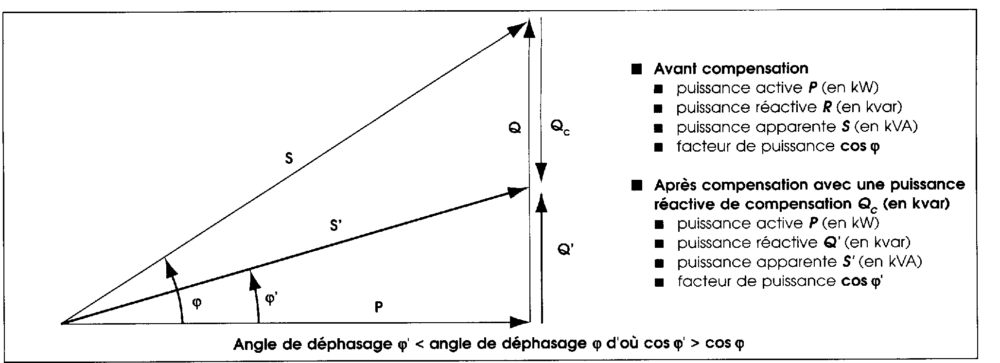 S
S'
φ
φ'
P
Q
Qc
Q'
■ Avant compensation
■ puissance active P (en kW)
■ puissance réactive R (en kvar)
■ puissance apparente S (en kVA)
■ facteur de puissance cos φ
■ Après compensation avec une puissance
réactive de compensation Qc (en kvar)
■ puissance active P (en kW)
■ puissance réactive Q' (en kvar)
■ puissance apparente S' (en kVA)
■ facteur de puissance cos φ'
Angle de déphasage φ' < angle de déphasage φ d'où cos φ' > cos φ